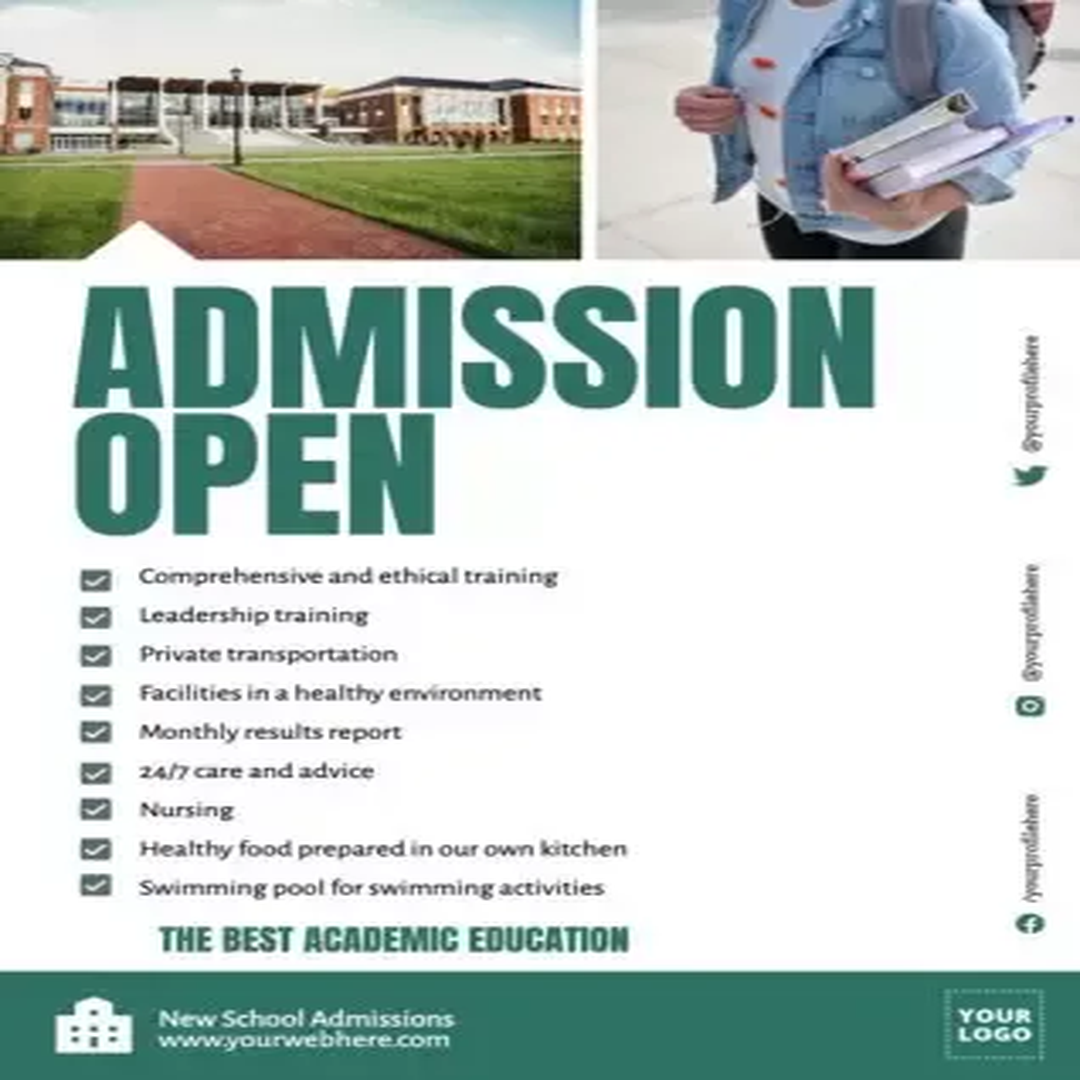 ADMISSION
OPEN
Comprehensive and ethical training
Leadership training
Private transportation
Facilities in a healthy environment
Monthly results report
24/7 care and advice
Nursing
Healthy food prepared in our own kitchen
Swimming pool for swimming activities
THE BEST ACADEMIC EDUCATION
@yourprofilehere
@yourprofilehere
/yourprofilehere
New School Admissions
www.yourwebhere.com
YOUR
LOGO